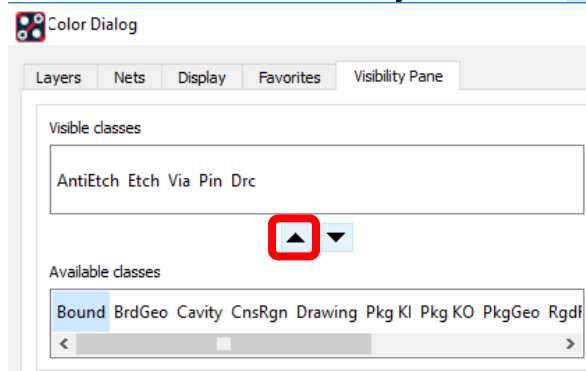 Color Dialog
Layers Nets Display Favorites Visibility Pane
Visible classes
AntiEtch Etch Via Pin Drc
Available classes
Bound BrdGeo Cavity CnsRgn Drawing Pkg KI Pkg KO PkgGeo